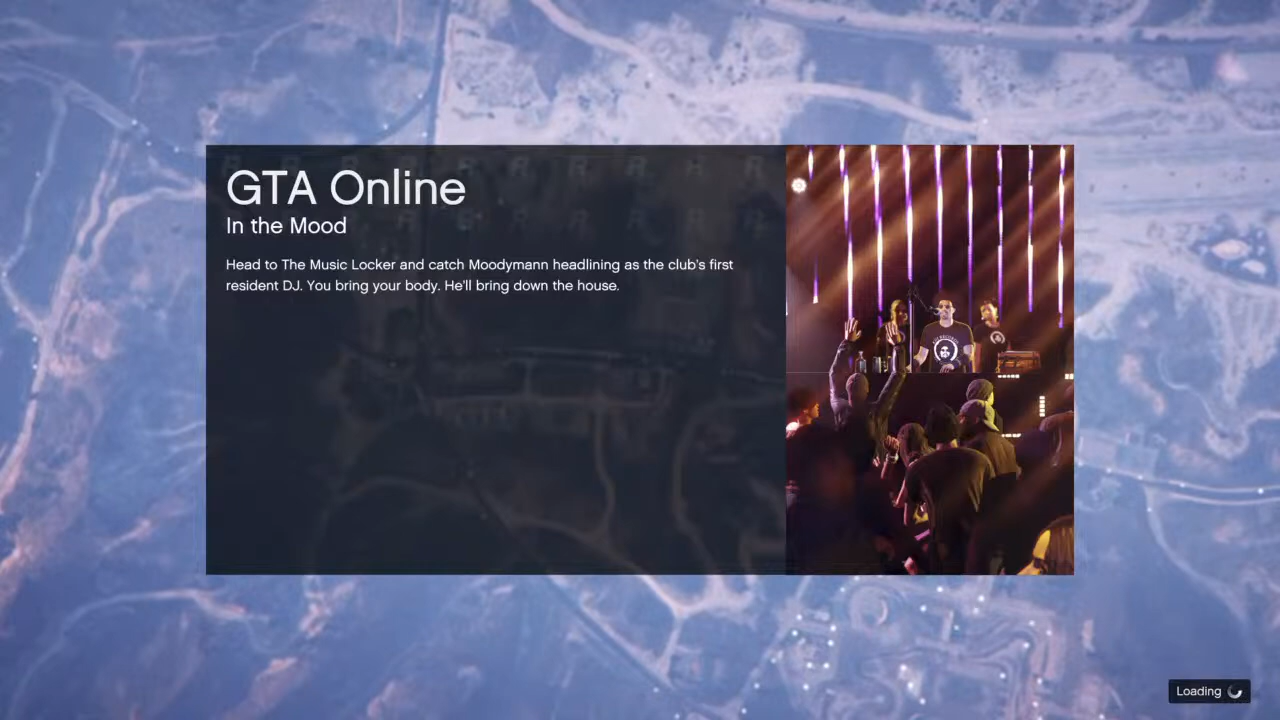 GTA Online
In the Mood
Head to The Music Locker and catch Moodymann headlining as the club's first
resident DJ. You bring your body. He'll bring down the house.
Loading